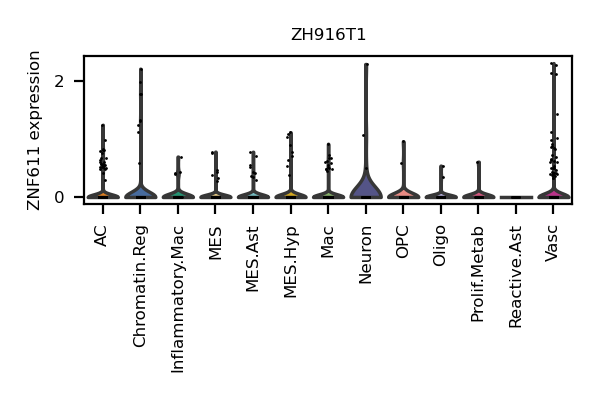 ZH916T1
ZNF611 expression
2
0
AC
Chromatin.Reg
Inflammatory.Mac
MES
MES.Ast
MES.Hyp
Mac
Neuron
OPC
Oligo
Prolif.Metab
Reactive.Ast
Vasc